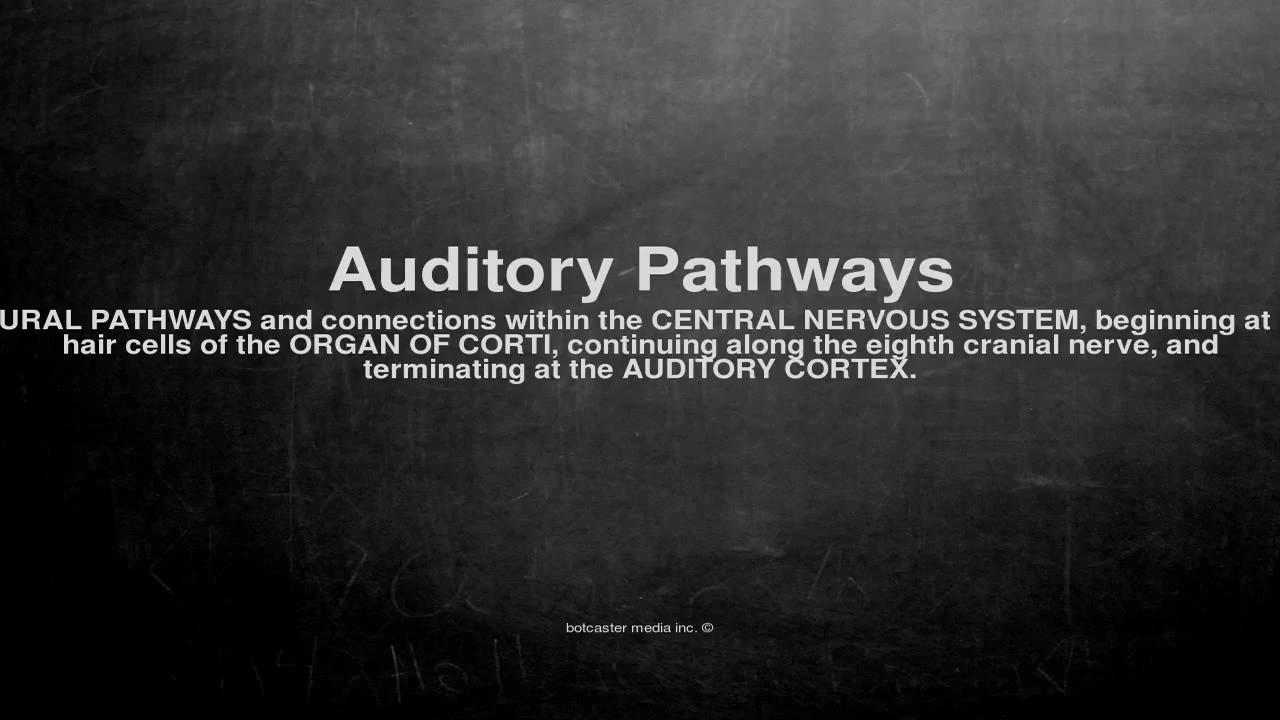 Auditory Pathways
URAL PATHWAYS and connections within the CENTRAL NERVOUS SYSTEM, beginning at
hair cells of the ORGAN OF CORTI, continuing along the eighth cranial nerve, and
terminating at the AUDITORY CORTEX.
botcaster media inc. ©